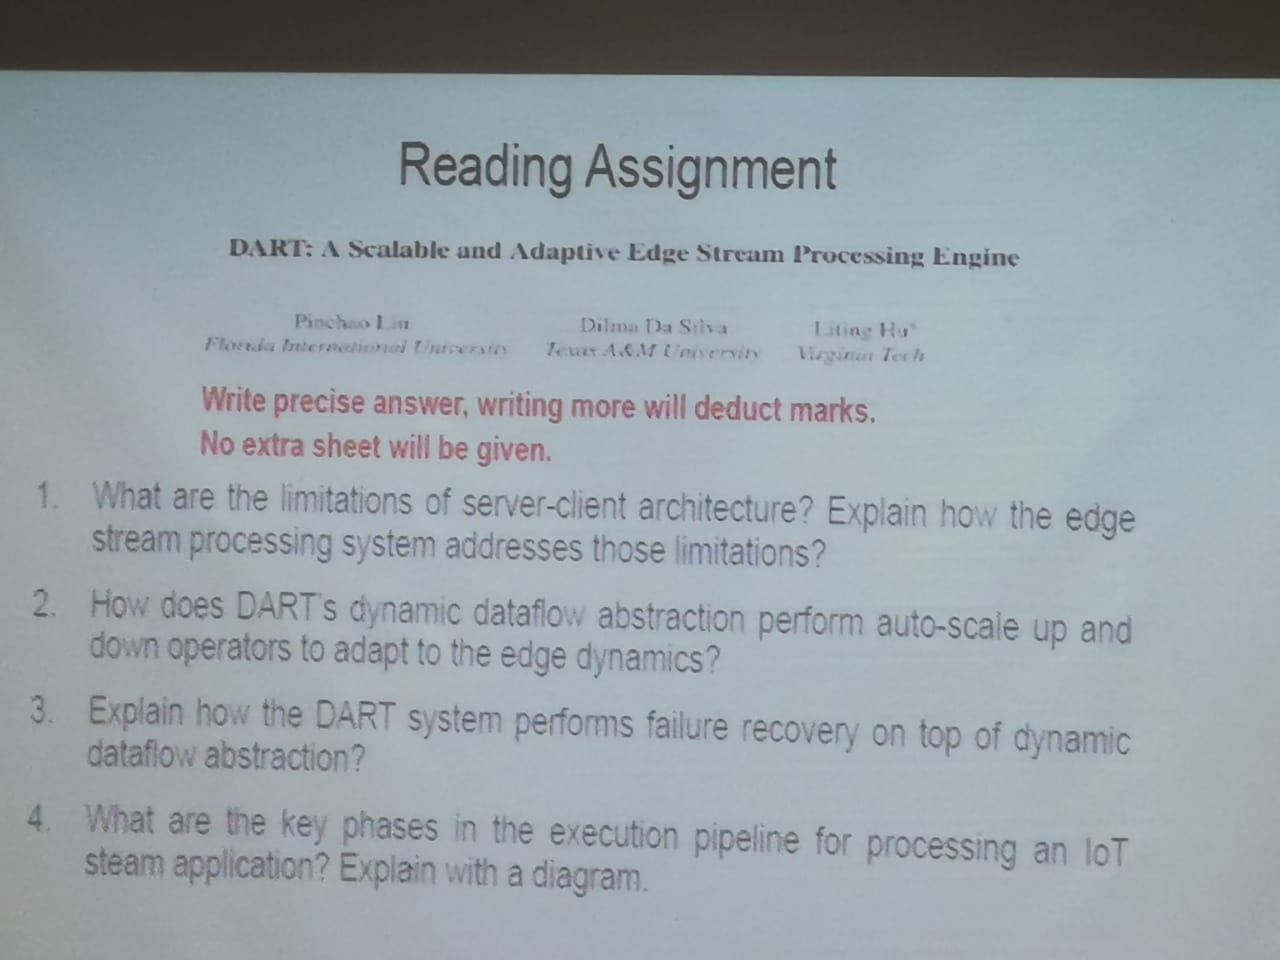 Reading Assignment
DART: A Scalable and Adaptive Edge Stream Processing Engine
Pinchao Liu Dilma Da Silva Liting Hu*
Florida International University Texas A&M University Virginia Tech
Write precise answer, writing more will deduct marks.
No extra sheet will be given.
1. What are the limitations of server-client architecture? Explain how the edge
stream processing system addresses those limitations?
2. How does DART's dynamic dataflow abstraction perform auto-scale up and
down operators to adapt to the edge dynamics?
3. Explain how the DART system performs failure recovery on top of dynamic
dataflow abstraction?
4. What are the key phases in the execution pipeline for processing an IoT
steam application? Explain with a diagram.